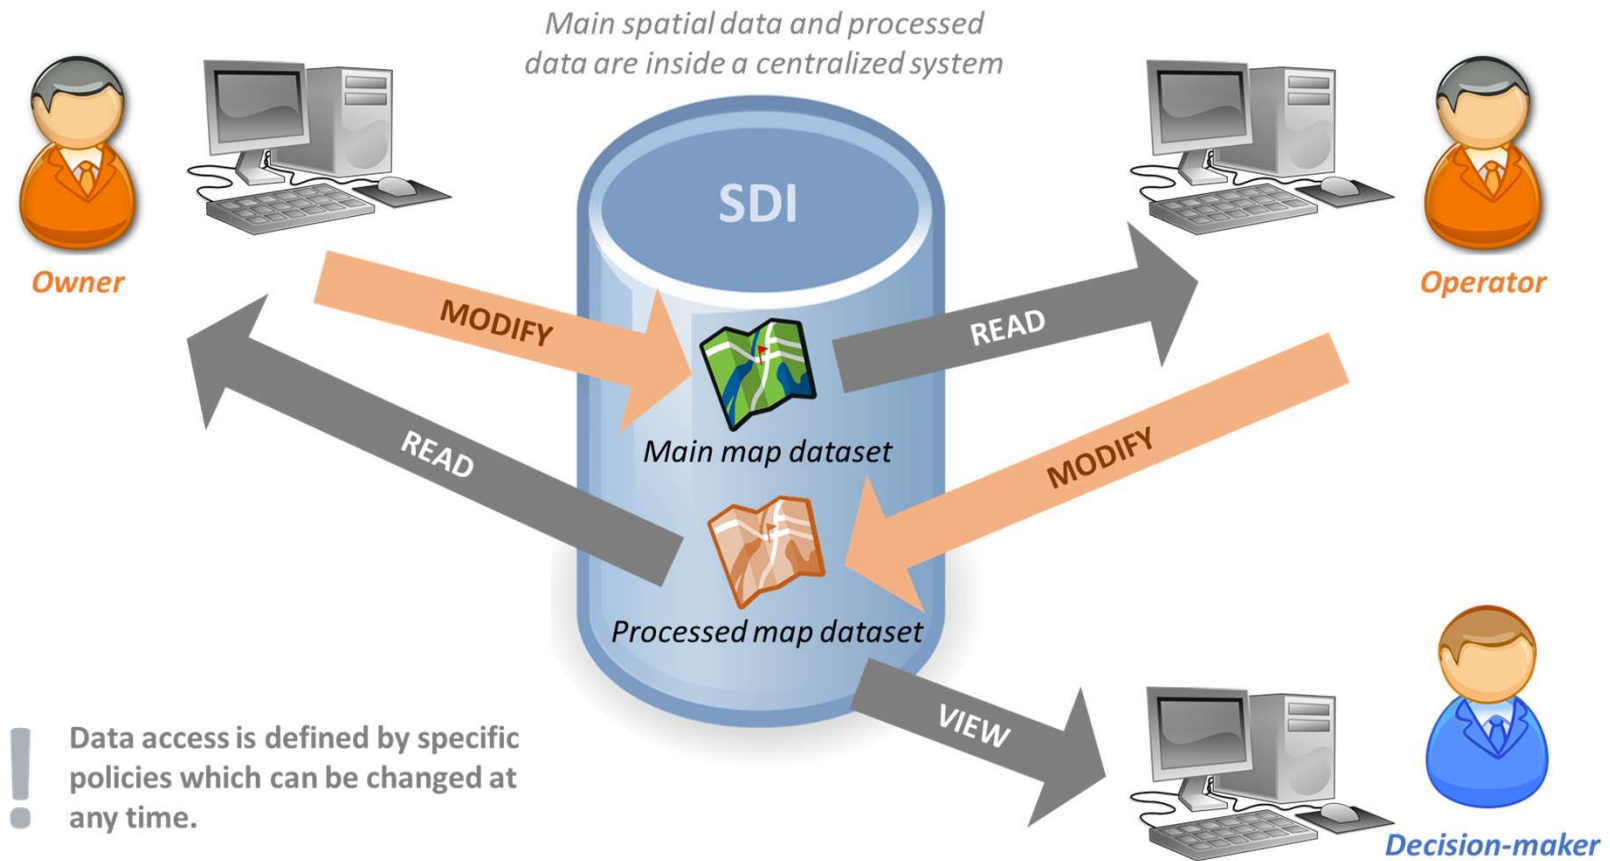 Main spatial data and processed
data are inside a centralized system
SDI
Owner
Operator
MODIFY
READ
READ
MODIFY
Main map dataset
Processed map dataset
VIEW
! Data access is defined by specific
policies which can be changed at
any time.
Decision-maker